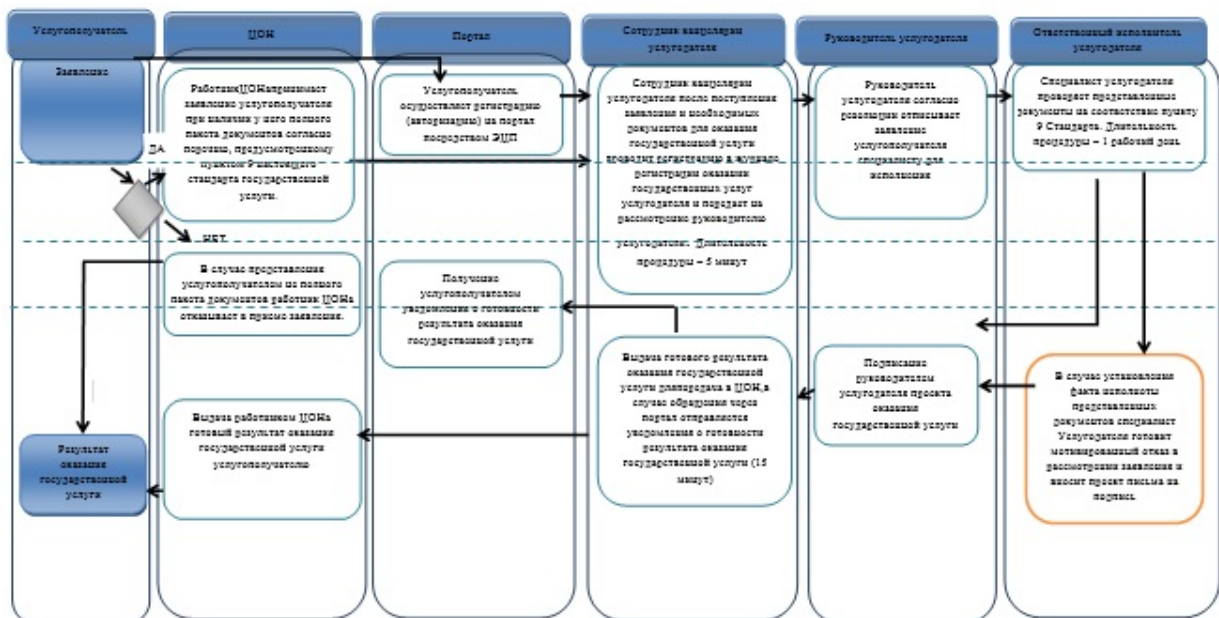 Услугополучатель
ЦОН
Портал
Сотрудник канцелярии
услугодателя
Руководитель услугодателя
Ответственный исполнитель
услугодателя
Заявление
ДА
НЕТ
РаботникЦОНапринимает
заявление услугополучателя
при наличии у него полного
пакета документов согласно
перечню, предусмотренному
пунктом 9 настоящего
стандарта государственной
услуги.
Услугополучатель
осуществляет регистрацию
(авторизацию) на портал
посредством ЭЦП
Сотрудник канцелярии
услугодателя после поступления
заявления и необходимых
документов для оказания
государственной услуги
проводит регистрацию в журнале
регистрации оказания
государственных услуг
услугодателя и передает на
рассмотрение руководителю
услугодателя. Длительность
процедуры – 5 минут
Руководитель
услугодателя согласно
резолюции отписывает
заявление
услугополучателя
специалисту для
исполнения
Специалист услугодателя
проверяет представленные
документы на соответствие пункту
9 Стандарта. Длительность
процедуры – 1 рабочий день
В случае представления
услугополучателем не полного
пакета документов работник ЦОНа
отказывает в приеме заявления.
Получение
услугополучателем
уведомления о готовности
результата оказания
государственной услуги
Выдача готового результата
оказания государственной
услуги дляпередача в ЦОН,в
случае обращения через
портал отправляется
уведомления о готовности
результата оказания
государственной услуги (15
минут)
Подписание
руководителем
услугодателя проекта
оказания
государственной услуги
В случае установления
факта неполноты
представленных
документов специалист
Услугодателя готовит
мотивированный отказ в
рассмотрении заявления и
вносит проект письма на
подпись.
Выдача работником ЦОНа
готовый результат оказания
государственной услуги
услугополучателю
Результат
оказания
государственной
услуги